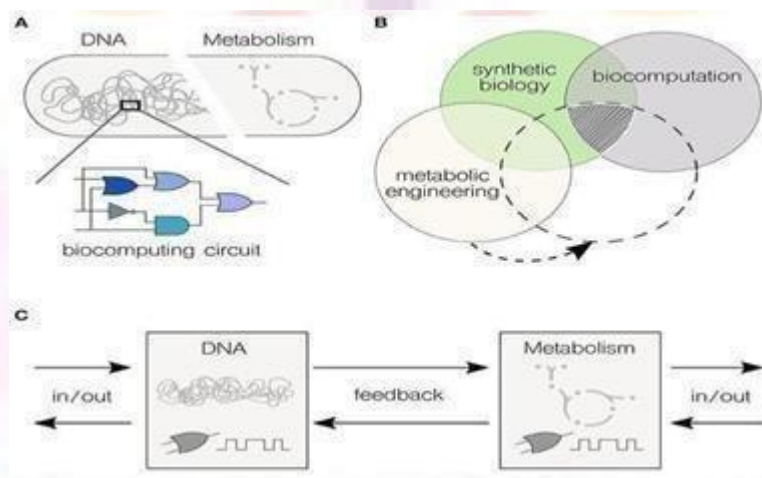 A
DNA
Metabolism
biocomputing circuit
B
synthetic
biology
biocomputation
metabolic
engineering
C
in/out
DNA
feedback
Metabolism
in/out